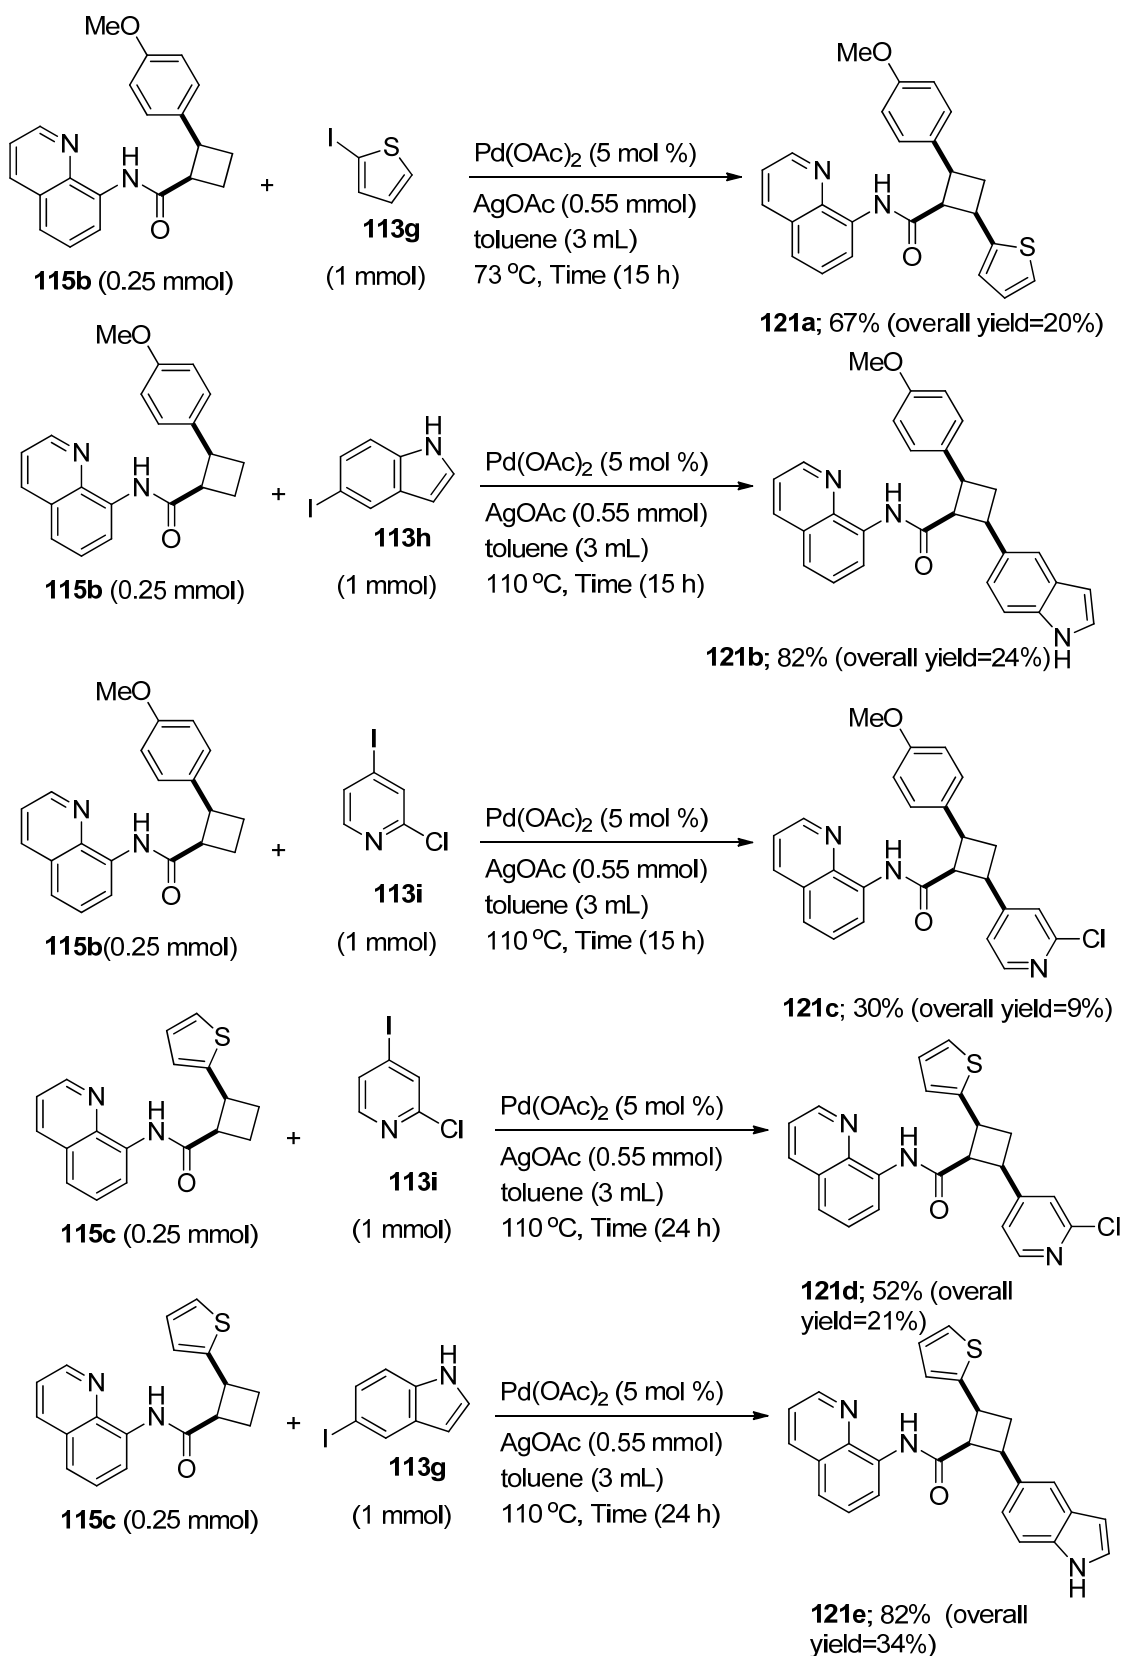 MeO
N
H
N
O
+
I
S
113g
(1 mmol)
115b (0.25 mmol)
Pd(OAc)2 (5 mol %)
AgOAc (0.55 mmol)
toluene (3 mL)
73 oC, Time (15 h)
MeO
N
H
N
O
S
121a; 67% (overall yield=20%)
MeO
N
H
N
O
+
H
N
I
113h
(1 mmol)
115b (0.25 mmol)
Pd(OAc)2 (5 mol %)
AgOAc (0.55 mmol)
toluene (3 mL)
110 oC, Time (15 h)
MeO
N
H
N
O
N
H
121b; 82% (overall yield=24%)
MeO
N
H
N
O
+
I
N
Cl
113i
(1 mmol)
115b(0.25 mmol)
Pd(OAc)2 (5 mol %)
AgOAc (0.55 mmol)
toluene (3 mL)
110 oC, Time (15 h)
MeO
N
H
N
O
N
Cl
121c; 30% (overall yield=9%)
S
N
H
N
O
+
I
N
Cl
113i
(1 mmol)
115c (0.25 mmol)
Pd(OAc)2 (5 mol %)
AgOAc (0.55 mmol)
toluene (3 mL)
110 oC, Time (24 h)
S
N
H
N
O
N
Cl
121d; 52% (overall
yield=21%)
S
N
H
N
O
+
H
N
I
113g
(1 mmol)
115c (0.25 mmol)
Pd(OAc)2 (5 mol %)
AgOAc (0.55 mmol)
toluene (3 mL)
110 oC, Time (24 h)
S
N
H
N
O
N
H
121e; 82% (overall
yield=34%)